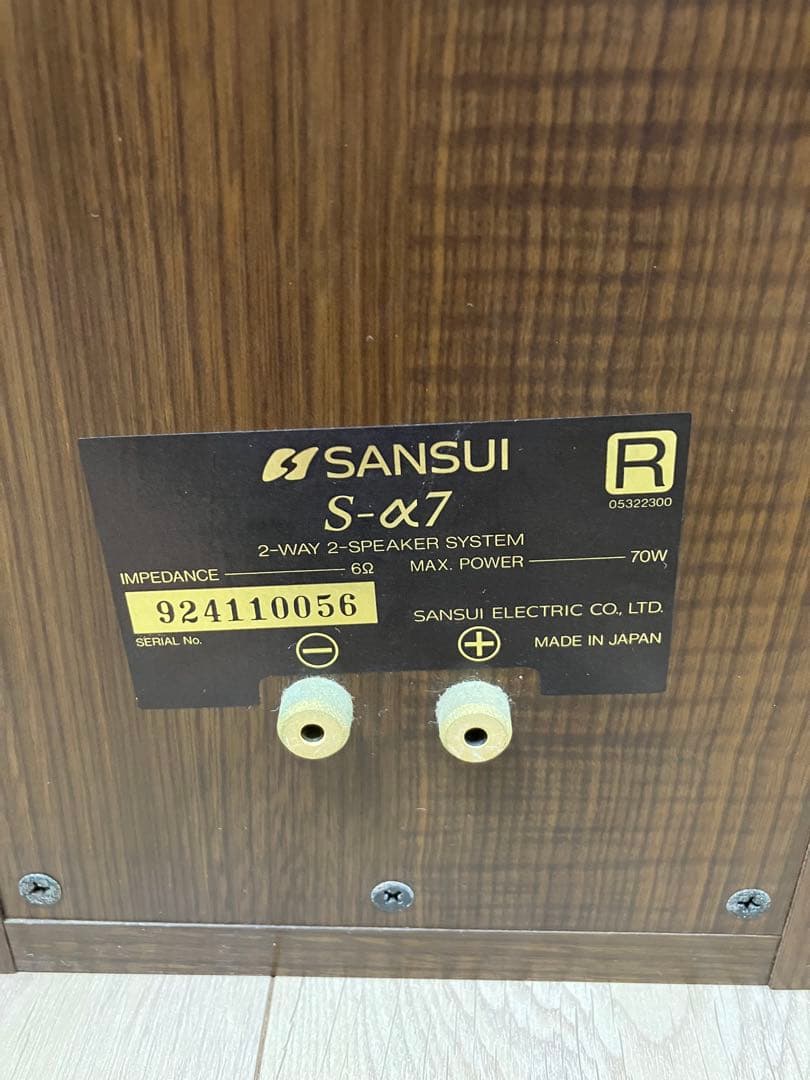 SANSUI
R
05322300
S-α7
2-WAY 2-SPEAKER SYSTEM
IMPEDANCE 6Ω
MAX. POWER 70W
924110056
SERIAL No.
SANSUI ELECTRIC CO., LTD.
− +
MADE IN JAPAN